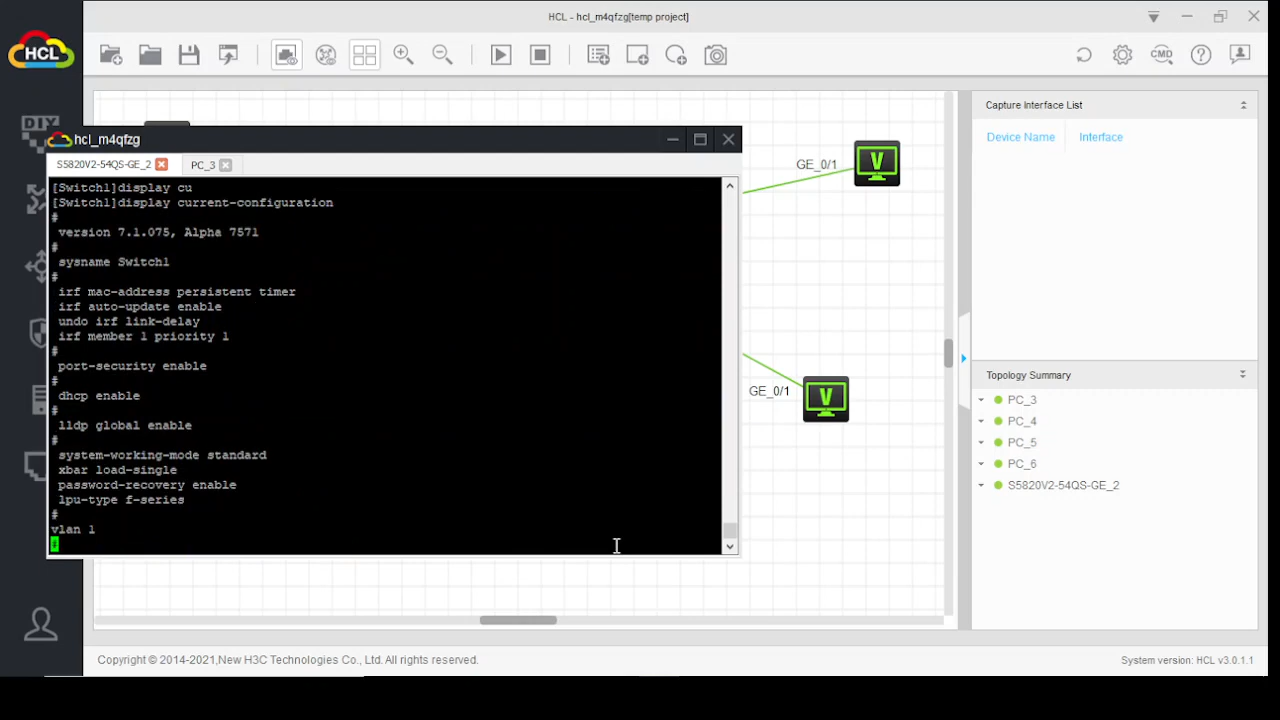 HCL - hcl_m4qfzg[temp project]
HCL
CMD
DIY
hcl_m4qfzg
S5820V2-54QS-GE_2
PC_3
[Switch1]display cu
[Switch1]display current-configuration
#
version 7.1.075, Alpha 7571
#
sysname Switch1
#
irf mac-address persistent timer
irf auto-update enable
undo irf link-delay
irf member 1 priority 1
#
port-security enable
#
dhcp enable
#
lldp global enable
#
system-working-mode standard
xbar load-single
password-recovery enable
lpu-type f-series
#
vlan 1
#
GE_0/1
V
GE_0/1
V
Capture Interface List
Device Name Interface
Topology Summary
PC_3
PC_4
PC_5
PC_6
S5820V2-54QS-GE_2
Copyright © 2014-2021,New H3C Technologies Co., Ltd. All rights reserved.
System version: HCL v3.0.1.1